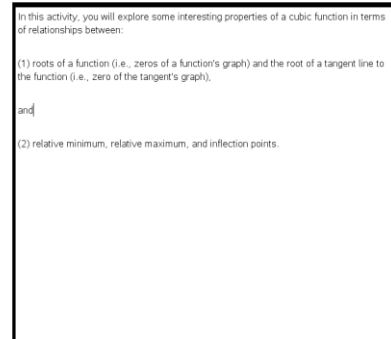 In this activity, you will explore some interesting properties of a cubic function in terms
of relationships between:
(1) roots of a function (i.e., zeros of a function's graph) and the root of a tangent line to
the function (i.e., zero of the tangent's graph),
and
(2) relative minimum, relative maximum, and inflection points.